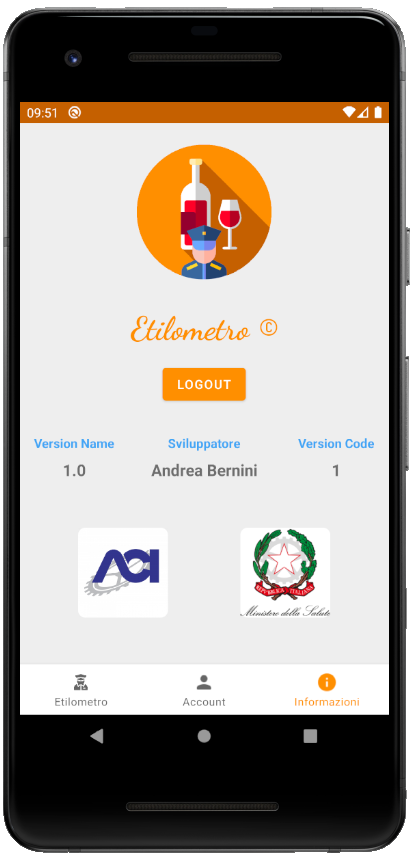 09:51
Etilometro ©
LOGOUT
Version Name Sviluppatore Version Code
1.0 Andrea Bernini 1
ACI
REPVBBLICA ITALIANA
Ministero della Salute
Etilometro Account Informazioni